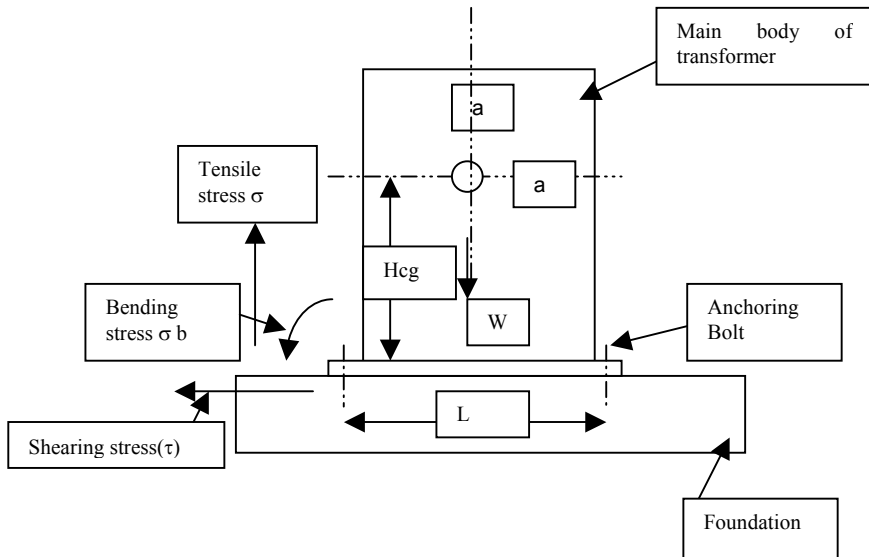 Main body of
transformer
a
Tensile
stress σ
a
Hcg
Bending
stress σ b
W
Anchoring
Bolt
L
Shearing stress(τ)
Foundation